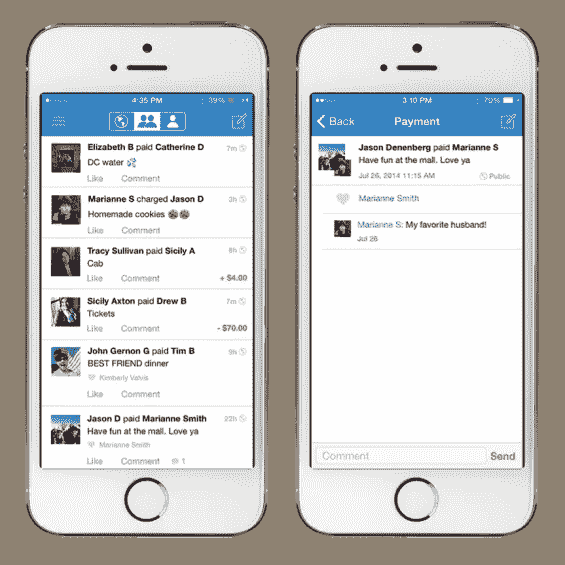 4:35 PM
39%
Elizabeth B paid Catherine D 7m
DC water
Like Comment
Marianne S charged Jason D 3h
Homemade cookies
Like Comment
Tracy Sullivan paid Sicily A
Cab
Like Comment + $4.00
Sicily Axton paid Drew B 7m
Tickets
Like Comment - $70.00
John Gernon G paid Tim B 9h
BEST FRIEND dinner
Kimberly
Like Comment
Jason D paid Marianne Smith 22h
Have fun at the mall. Love ya
Marianne Smith
Like Comment 1
3:10 PM
Back Payment
Jason Denenberg paid Marianne S
Have fun at the mall. Love ya
Jul 26, 2014 11:15 AM Public
Marianne Smith
Marianne S: My favorite husband!
Jul 26
Comment Send